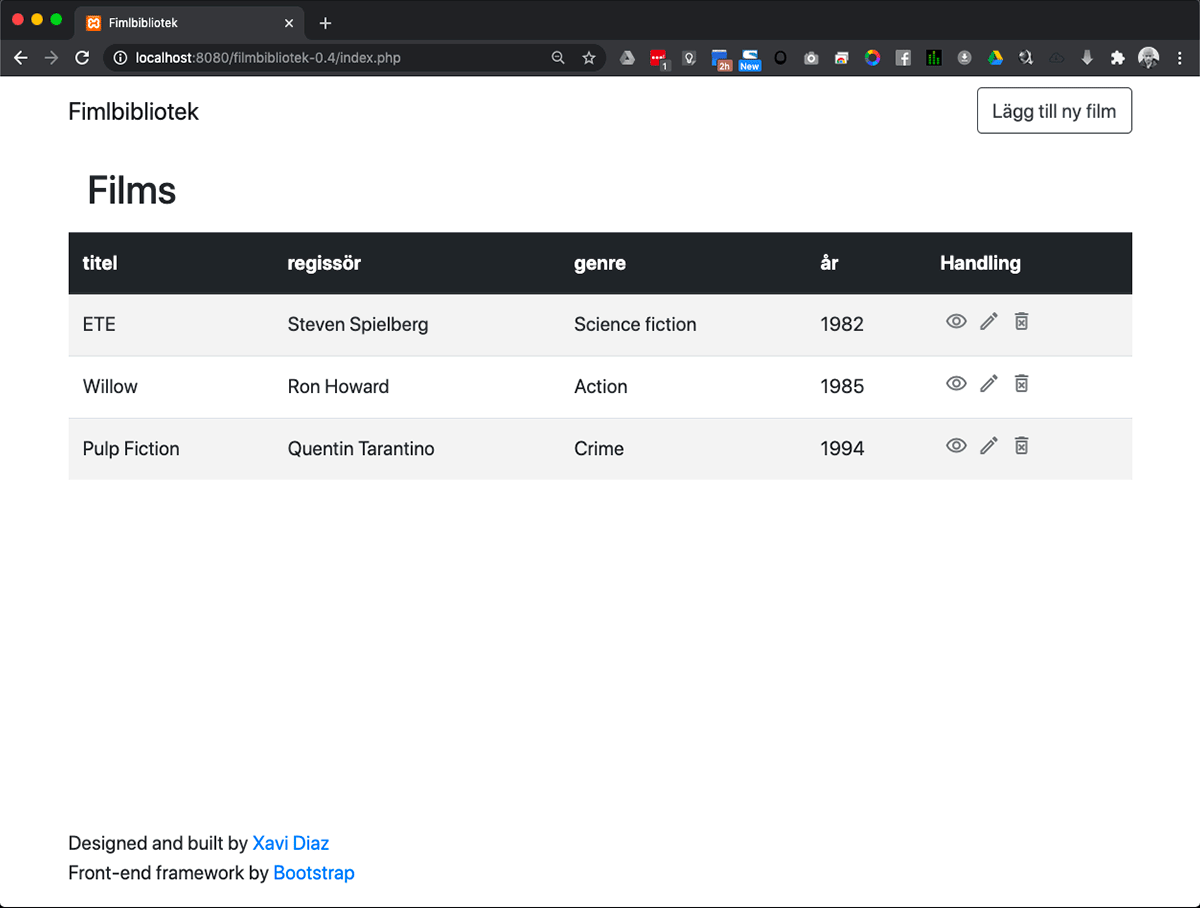 Fimlbibliotek
localhost:8080/filmbibliotek-0.4/index.php
1
2h
New
Fimlbibliotek
Lägg till ny film
Films
titel regissör genre år Handling
ETE Steven Spielberg Science fiction 1982
Willow Ron Howard Action 1985
Pulp Fiction Quentin Tarantino Crime 1994
Designed and built by Xavi Diaz
Front-end framework by Bootstrap